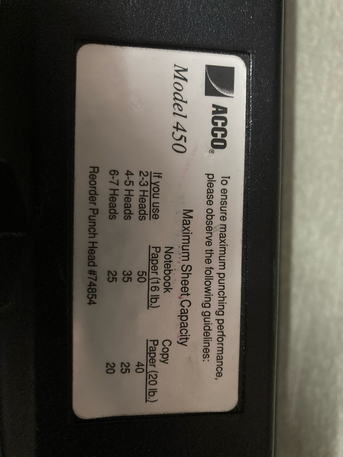 ACCO®
Model 450
To ensure maximum punching performance,
please observe the following guidelines:
Maximum Sheet Capacity
If you use Notebook Paper (16 lb.) Copy Paper (20 lb.)
2-3 Heads 50 40
4-5 Heads 35 25
6-7 Heads 25 20
Reorder Punch Head #74854